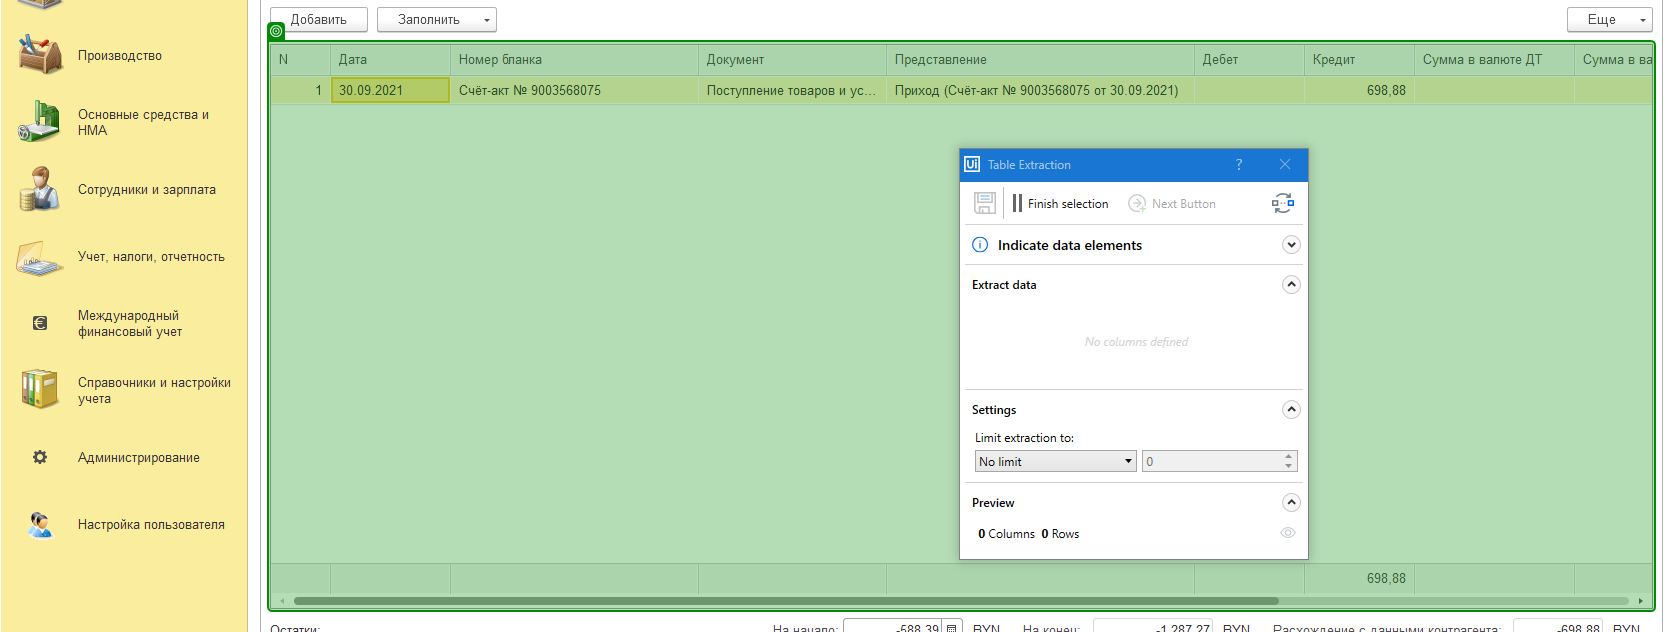 Добавить
Заполнить
Еще
Производство
Основные средства и
НМА
Сотрудники и зарплата
Учет, налоги, отчетность
Международный
финансовый учет
Справочники и настройки
учета
Администрирование
Настройка пользователя
N Дата Номер бланка Документ Представление Дебет Кредит Сумма в валюте ДТ Сумма в ва
1 30.09.2021 Счёт-акт № 9003568075 Поступление товаров и ус... Приход (Счёт-акт № 9003568075 от 30.09.2021) 698,88
Ui Table Extraction ?
Finish selection Next Button
Indicate data elements
Extract data
No columns defined
Settings
Limit extraction to:
No limit 0
Preview
0 Columns 0 Rows
698,88
Остатки: На начало: -588,39 BYN На конец: -1 287,27 BYN Расхождение с данными контрагента: -698,88 BYN